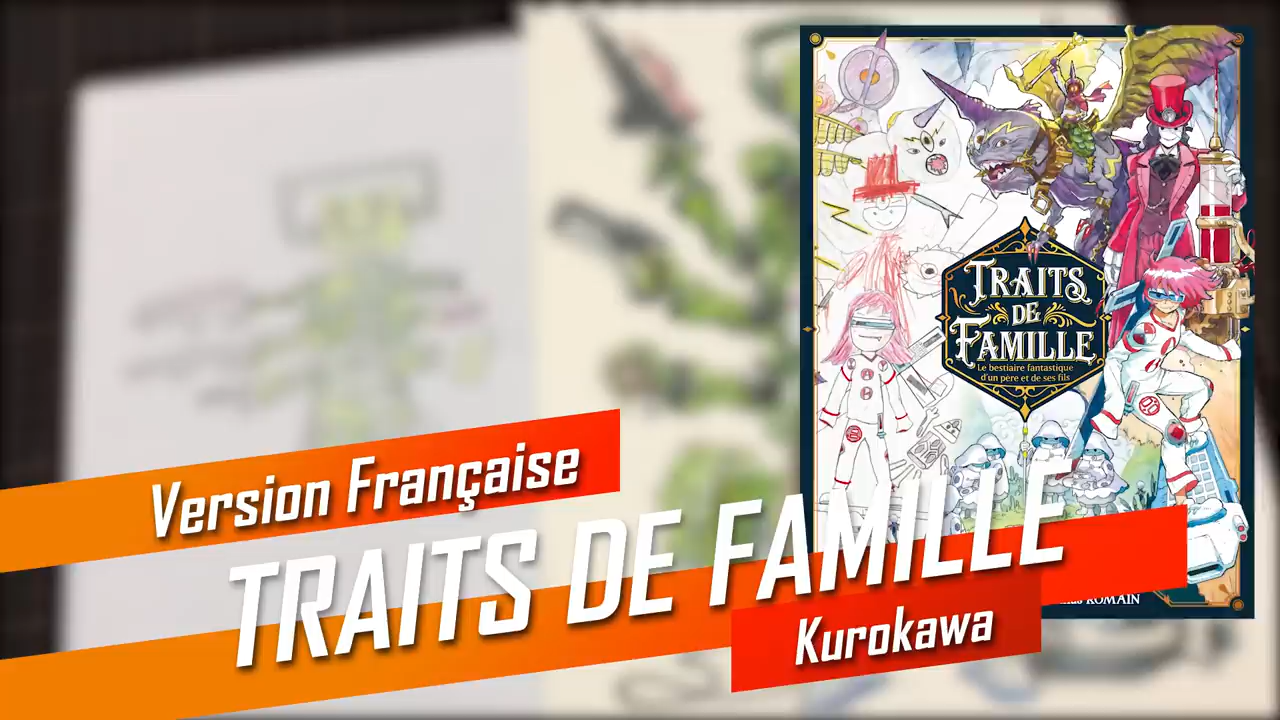 TRAITS
DE
FAMILLE
Le bestiaire fantastique
d'un père et de ses fils
ROMAIN
Version Française
TRAITS DE FAMILLE
Kurokawa